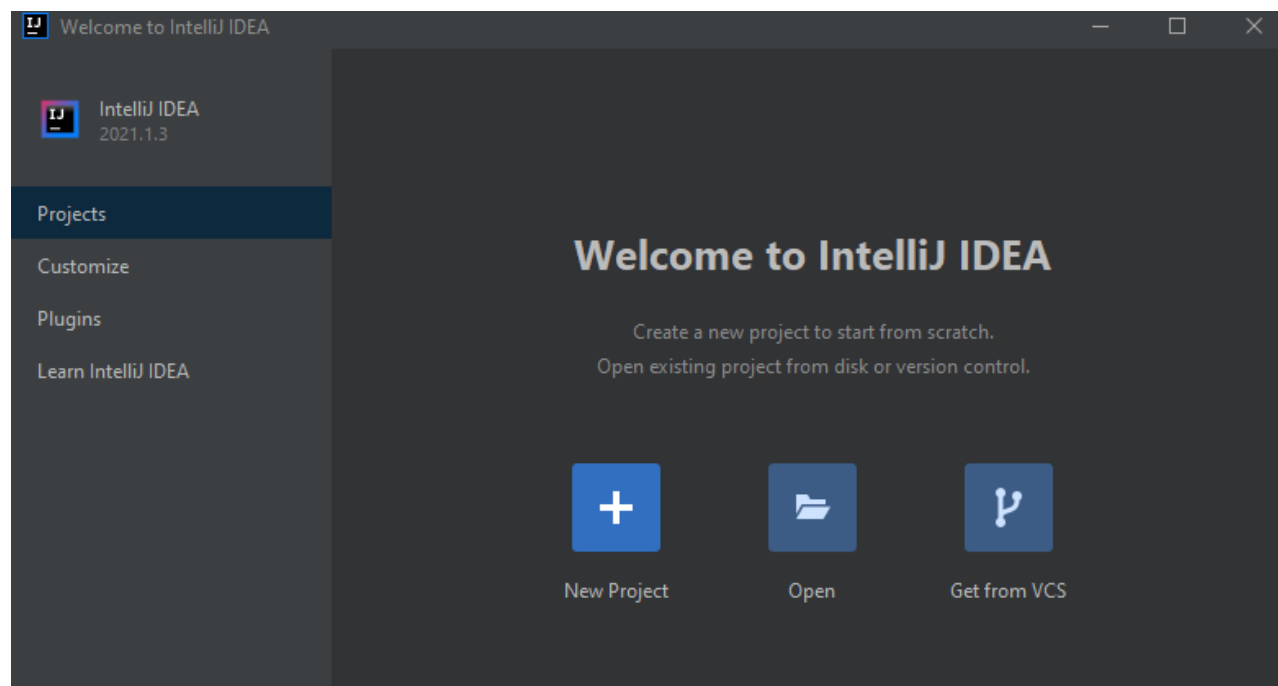 Welcome to IntelliJ IDEA
IntelliJ IDEA
2021.1.3
Projects
Customize
Plugins
Learn IntelliJ IDEA
Welcome to IntelliJ IDEA
Create a new project to start from scratch.
Open existing project from disk or version control.
New Project
Open
Get from VCS